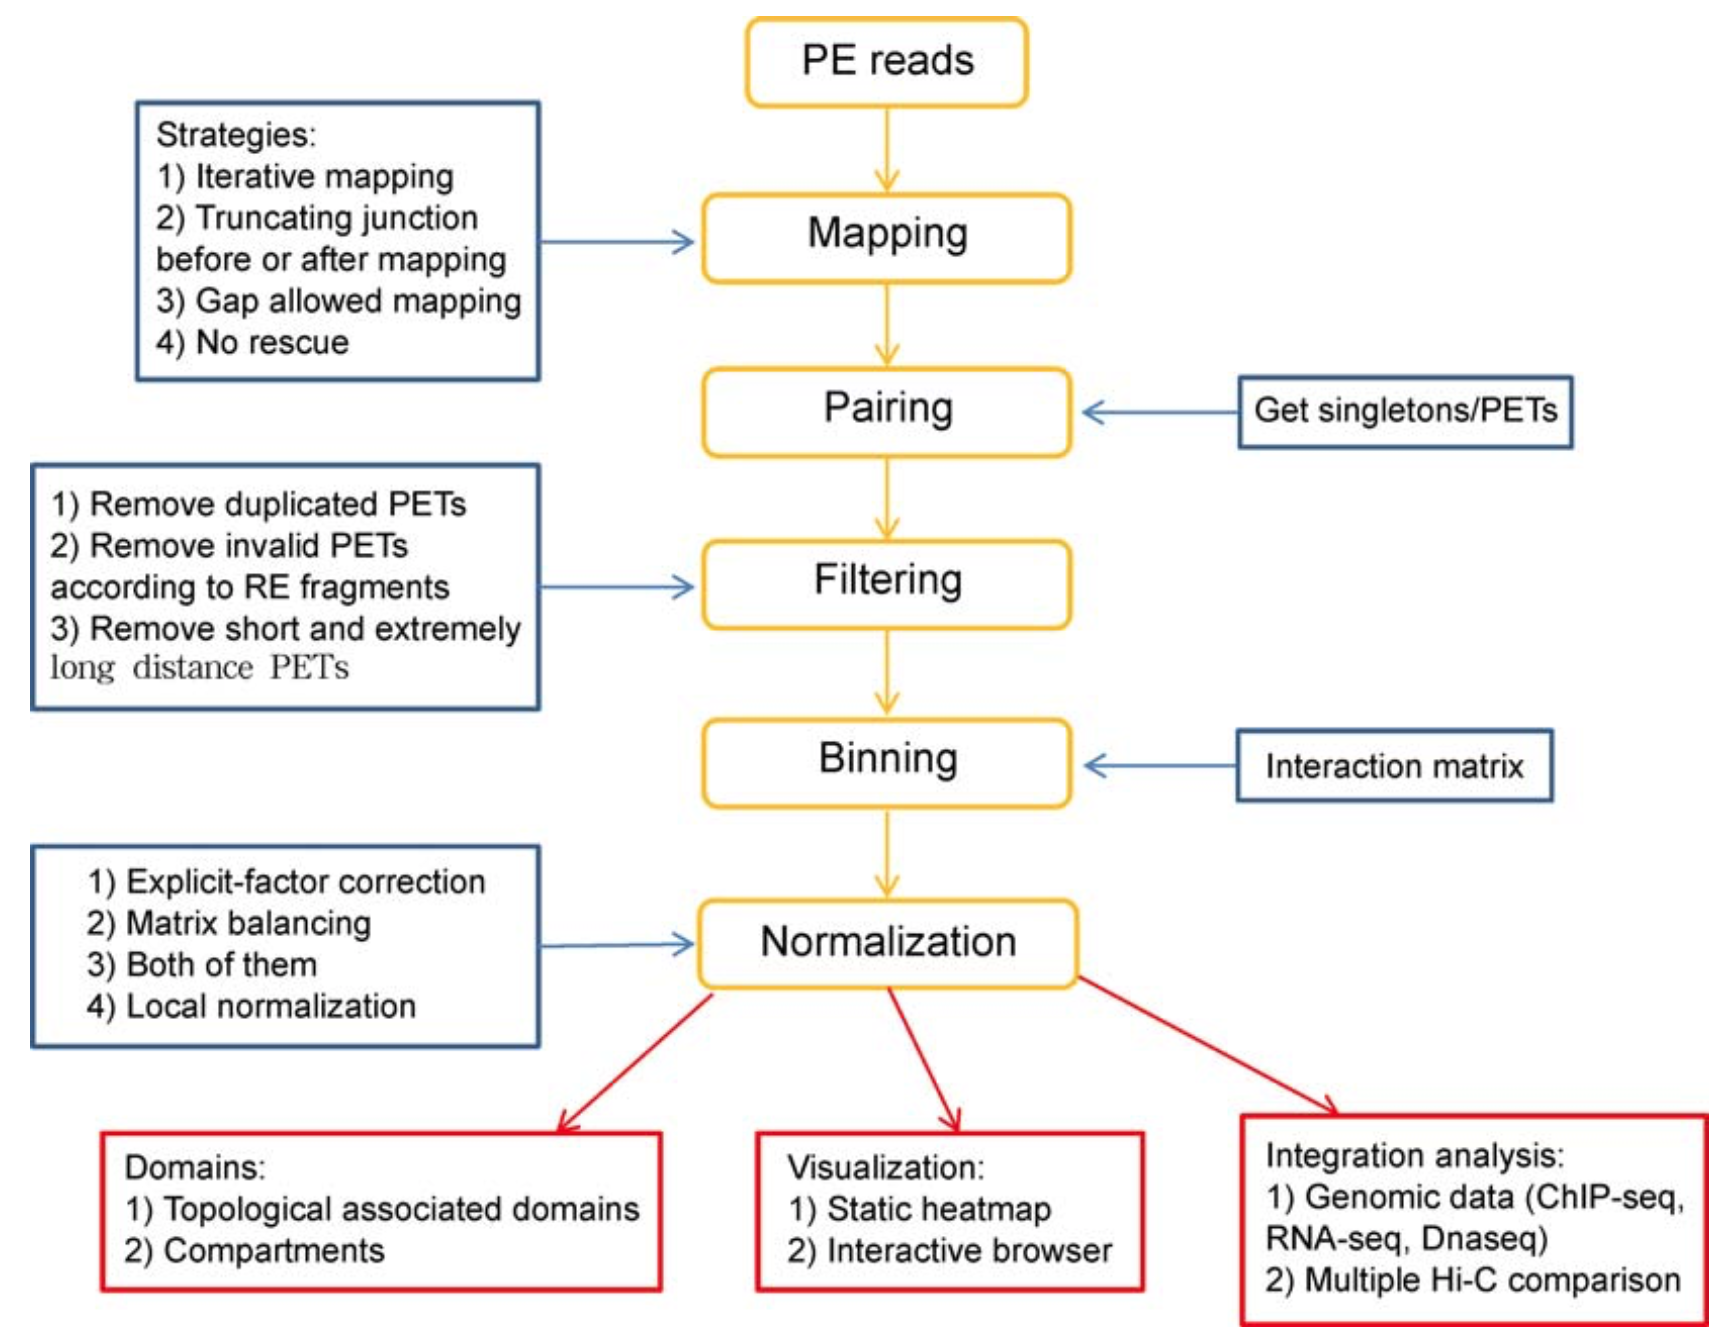 PE reads
Strategies:
1) Iterative mapping
2) Truncating junction
before or after mapping
3) Gap allowed mapping
4) No rescue
Mapping
Pairing
Get singletons/PETs
1) Remove duplicated PETs
2) Remove invalid PETs
according to RE fragments
3) Remove short and extremely
long distance PETs
Filtering
Binning
Interaction matrix
1) Explicit-factor correction
2) Matrix balancing
3) Both of them
4) Local normalization
Normalization
Domains:
1) Topological associated domains
2) Compartments
Visualization:
1) Static heatmap
2) Interactive browser
Integration analysis:
1) Genomic data (ChIP-seq,
RNA-seq, Dnaseq)
2) Multiple Hi-C comparison